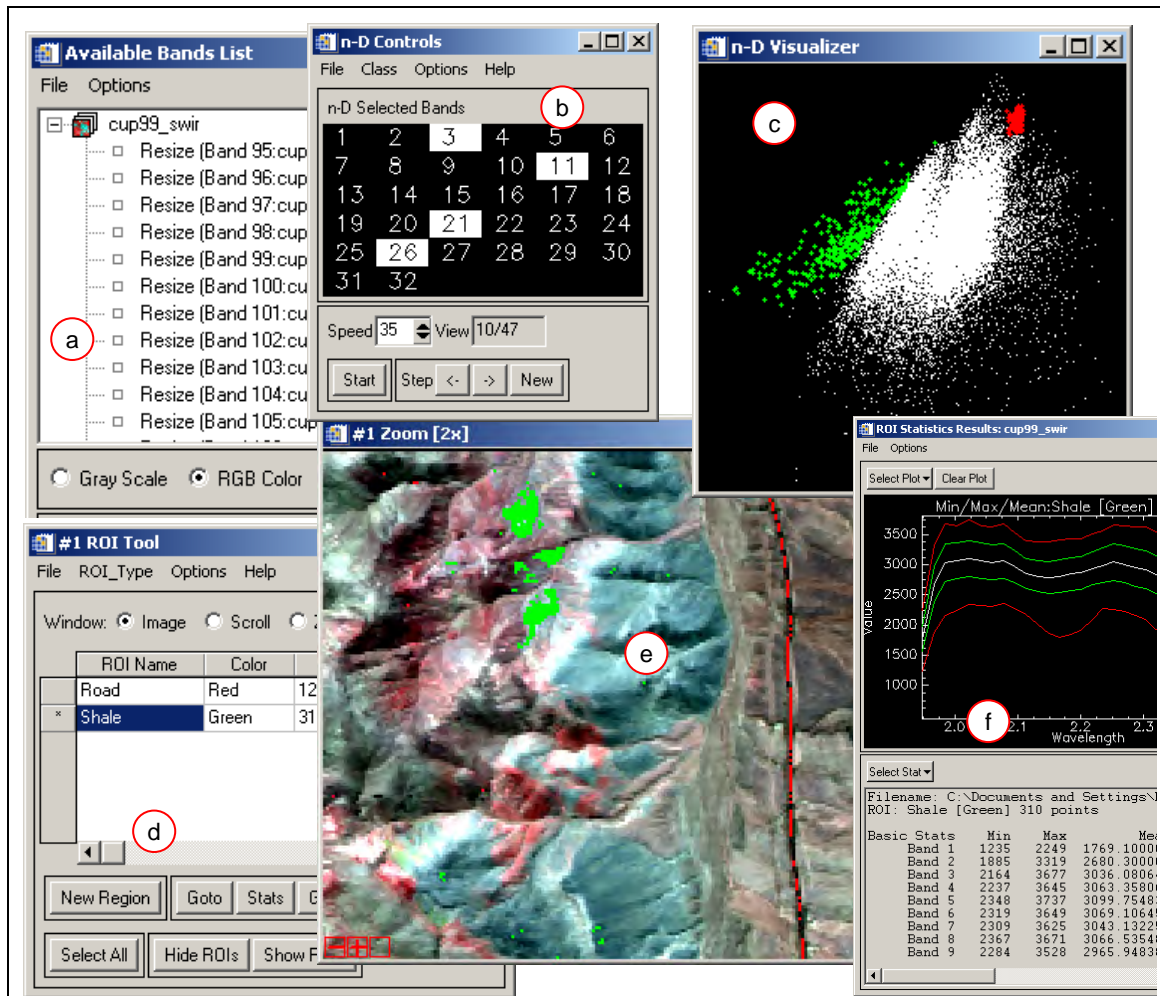 Available Bands List
File Options
cup99_swir
Resize (Band 95:cup
Resize (Band 96:cup
Resize (Band 97:cup
Resize (Band 98:cup
Resize (Band 99:cup
Resize (Band 100:cu
Resize (Band 101:cu
Resize (Band 102:cu
Resize (Band 103:cu
Resize (Band 104:cu
Resize (Band 105:cu
a
Gray Scale RGB Color
n-D Controls
File Class Options Help
n-D Selected Bands
b
1 2 3 4 5 6
7 8 9 10 11 12
13 14 15 16 17 18
19 20 21 22 23 24
25 26 27 28 29 30
31 32
Speed 35 View 10/47
Start Step <- -> New
n-D Visualizer
c
#1 ROI Tool
File ROI_Type Options Help
Window: Image Scroll
ROI Name Color
Road Red 12
* Shale Green 31
d
New Region Goto Stats G
Select All Hide ROIs Show
#1 Zoom [2x]
e
ROI Statistics Results: cup99_swir
File Options
Select Plot Clear Plot
Min/Max/Mean:Shale [Green]
3500
3000
2500
2000
1500
1000
Value
2.0 2.1 2.2 2.3
Wavelength
f
Select Stat
Filename: C:\Documents and Settings\
ROI: Shale [Green] 310 points
Basic Stats Min Max Mea
Band 1 1235 2249 1769.10000
Band 2 1885 3319 2680.30000
Band 3 2164 3677 3036.08064
Band 4 2237 3645 3063.35806
Band 5 2348 3737 3099.75483
Band 6 2319 3649 3069.10645
Band 7 2309 3625 3043.13225
Band 8 2367 3671 3066.53548
Band 9 2284 3528 2965.94838